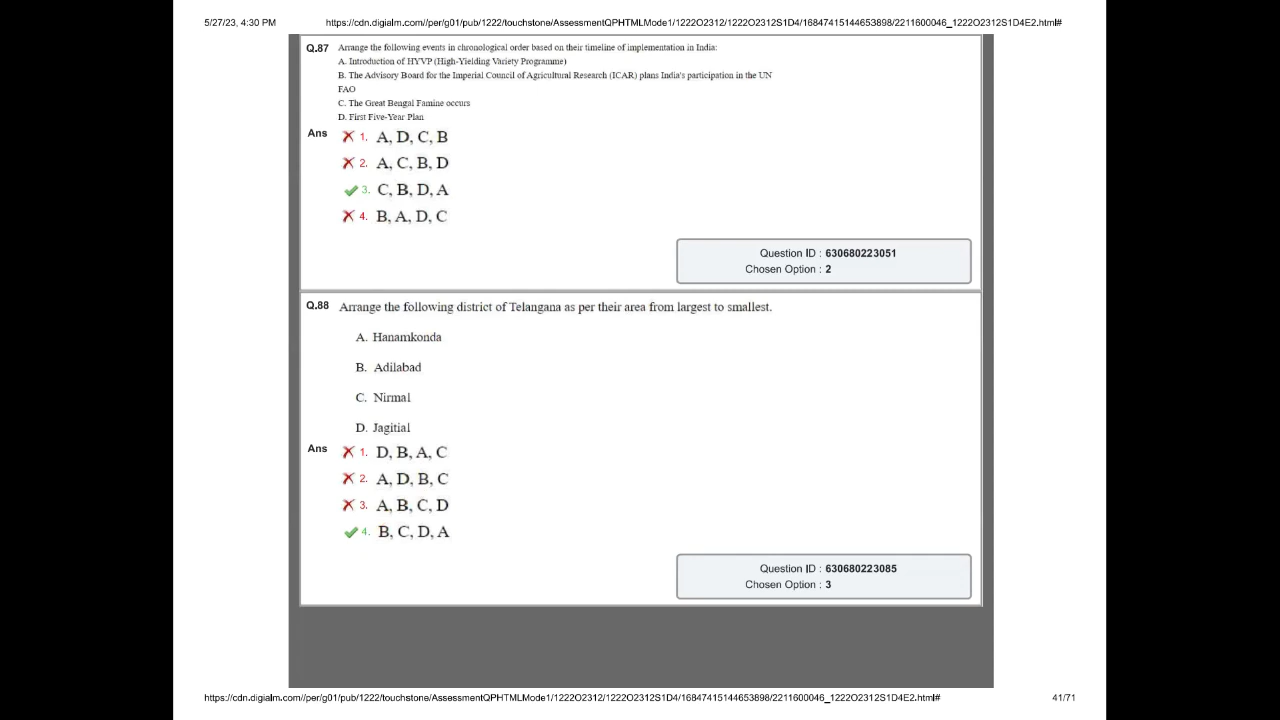 5/27/23, 4:30 PM
https://cdn.digialm.com//per/g01/pub/1222/touchstone/AssessmentQPHTMLMode1/1222O2312/1222O2312S1D4/16847415144653898/2211600046_1222O2312S1D4E2.html#
Q.87 Arrange the following events in chronological order based on their timeline of implementation in India:
A. Introduction of HYVP (High-Yielding Variety Programme)
B. The Advisory Board for the Imperial Council of Agricultural Research (ICAR) plans India's participation in the UN
FAO
C. The Great Bengal Famine occurs
D. First Five-Year Plan
Ans 1. A, D, C, B
2. A, C, B, D
3. C, B, D, A
4. B, A, D, C
Question ID : 630680223051
Chosen Option : 2
Q.88 Arrange the following district of Telangana as per their area from largest to smallest.
A. Hanamkonda
B. Adilabad
C. Nirmal
D. Jagitial
Ans 1. D, B, A, C
2. A, D, B, C
3. A, B, C, D
4. B, C, D, A
Question ID : 630680223085
Chosen Option : 3
https://cdn.digialm.com//per/g01/pub/1222/touchstone/AssessmentQPHTMLMode1/1222O2312/1222O2312S1D4/16847415144653898/2211600046_1222O2312S1D4E2.html#
41/71